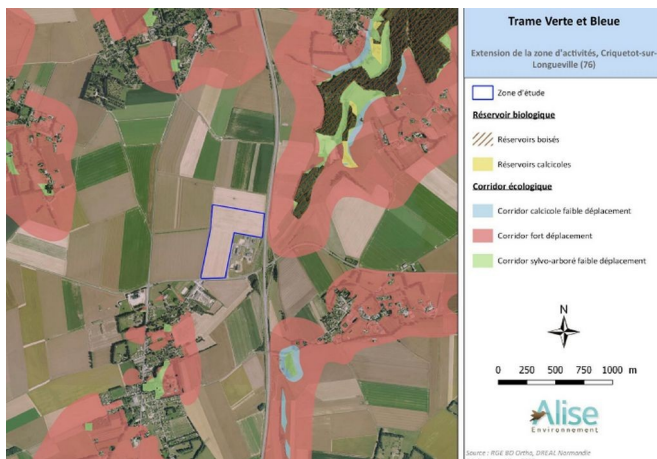 Trame Verte et Bleue
Extension de la zone d'activités, Criquetot-sur-
Longueville (76)
Zone d'étude
Réservoir biologique
Réservoirs boisés
Réservoirs calcicoles
Corridor écologique
Corridor calcicole faible déplacement
Corridor fort déplacement
Corridor sylvo-arboré faible déplacement
N
0 250 500 750 1000 m
Alise
Environnement
Source : RGE BD Ortho, DREAL Normandie